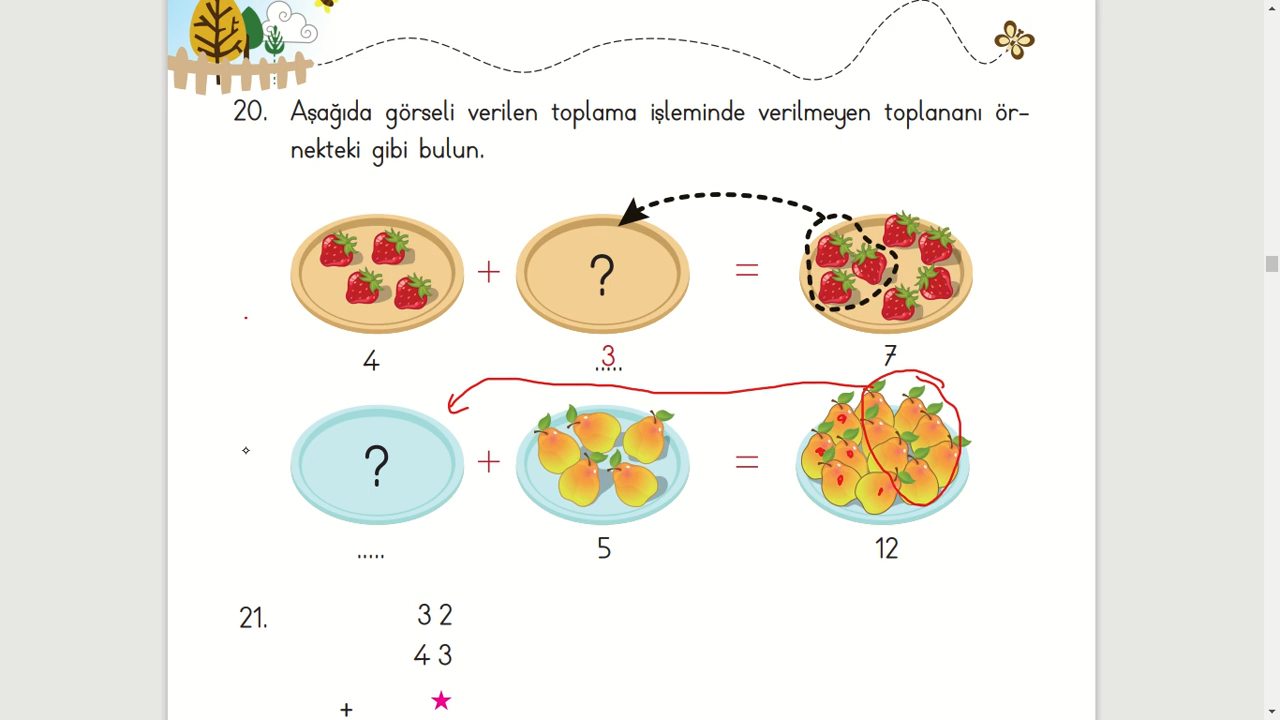 20. Aşağıda görseli verilen toplama işleminde verilmeyen toplananı ör-
nekteki gibi bulun.
+ ? =
4 3 7
? + =
..... 5 12
21. 3 2
4 3
+ ★